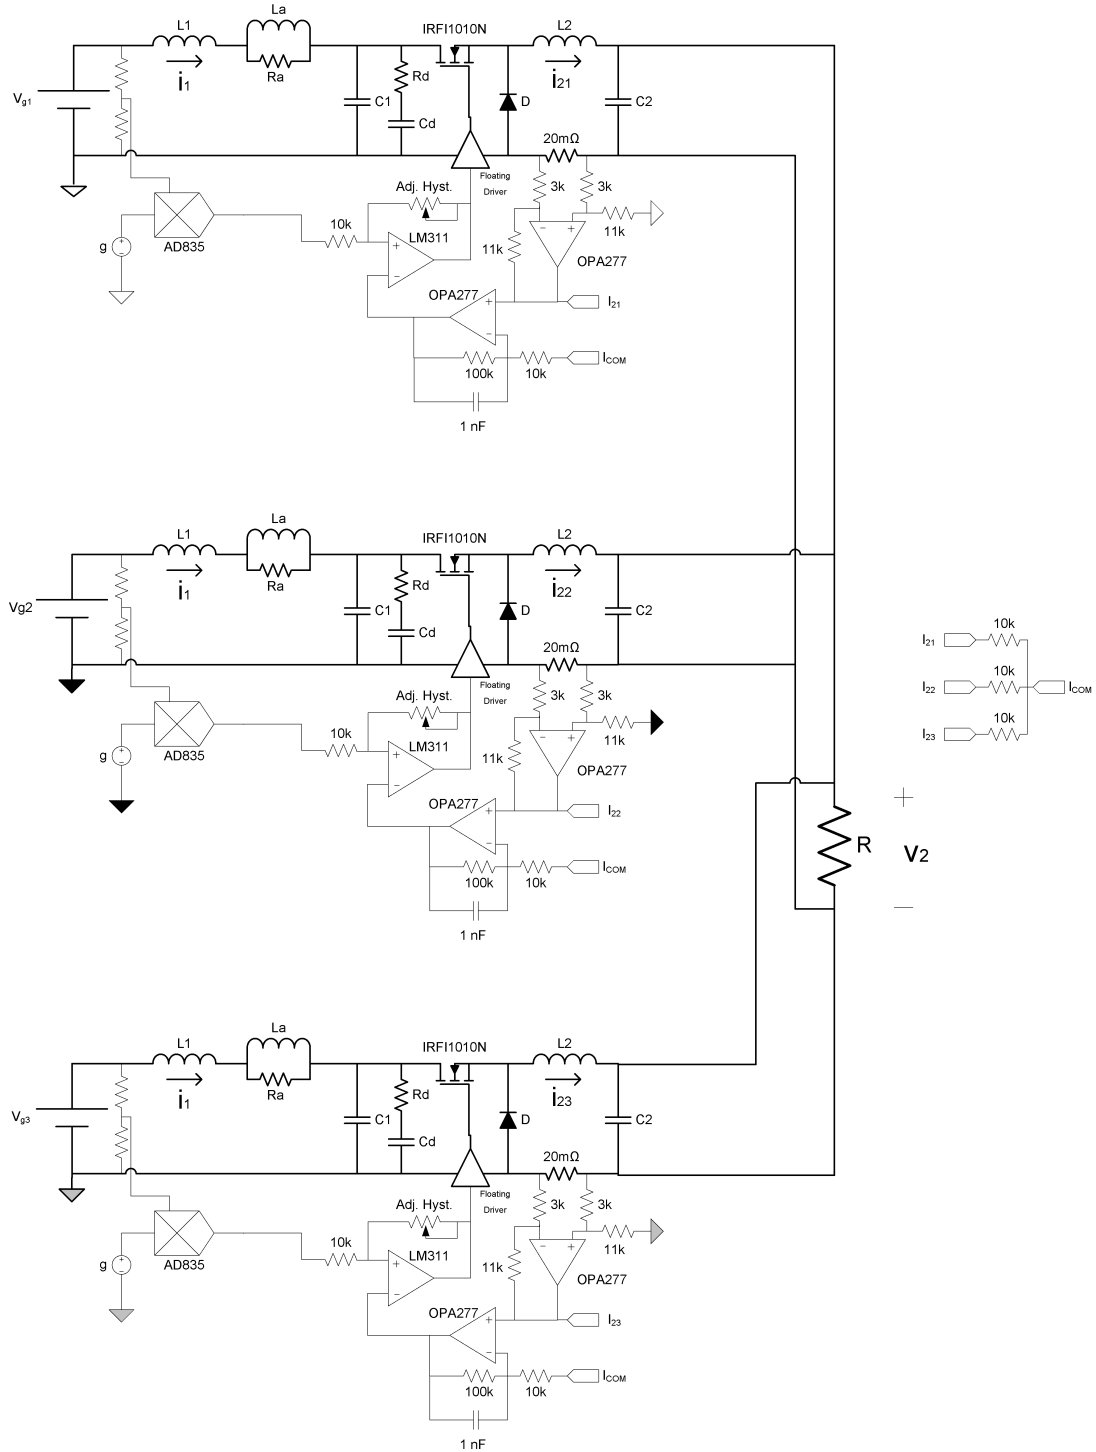 La
L1
IRFI1010N
L2
Ra
i1
i21
Rd
Vg1
C1
D
C2
Cd
20mΩ
Floating
Driver
Adj. Hyst.
3k
3k
10k
LM311
11k
g
AD835
11k
OPA277
OPA277
I21
ICOM
100k
10k
1 nF
La
L1
IRFI1010N
L2
Ra
i1
i22
Rd
Vg2
C1
D
C2
Cd
20mΩ
Floating
Driver
Adj. Hyst.
3k
3k
10k
LM311
11k
g
AD835
11k
OPA277
OPA277
I22
ICOM
100k
10k
1 nF
10k
I21
10k
I22
ICOM
10k
I23
+
R
V2
—
La
L1
IRFI1010N
L2
Ra
i1
i23
Rd
Vg3
C1
D
C2
Cd
20mΩ
Floating
Driver
Adj. Hyst.
3k
3k
10k
LM311
11k
g
AD835
11k
OPA277
OPA277
I23
ICOM
100k
10k
1 nF